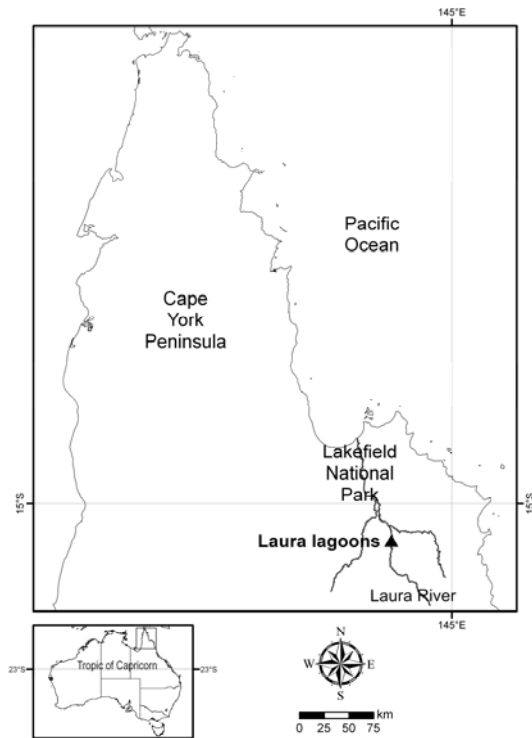 145°E
Pacific
Ocean
Cape
York
Peninsula
Lakefield
National
Park
15°S
15°S
Laura lagoons
Laura River
145°E
Tropic of Capricorn
23°S
23°S
N
W
E
S
km
0 25 50 75